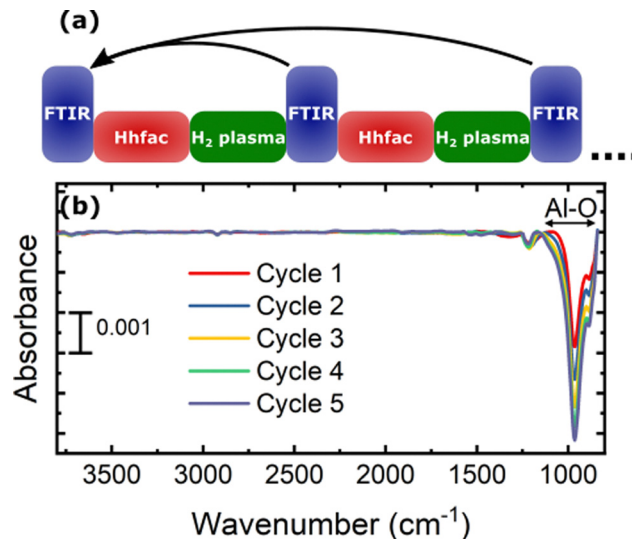 (a)
FTIR Hhfac H₂ plasma FTIR Hhfac H₂ plasma FTIR
(b)
Al-O
Cycle 1
Cycle 2
Cycle 3
Cycle 4
Cycle 5
0.001
Absorbance
3500 3000 2500 2000 1500 1000
Wavenumber (cm⁻¹)